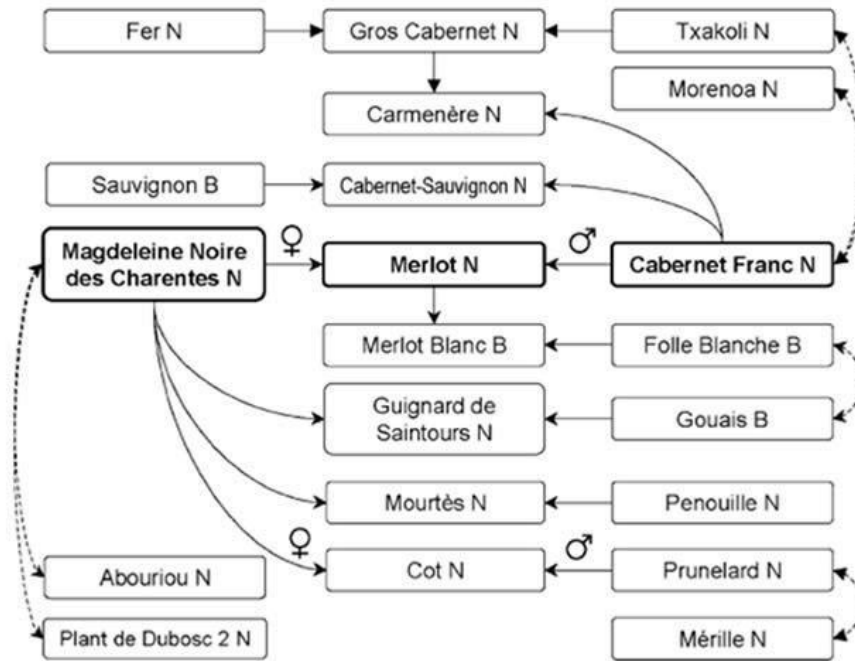 Fer N
Gros Cabernet N
Txakoli N
Morenoa N
Carmenère N
Sauvignon B
Cabernet-Sauvignon N
Magdeleine Noire
des Charentes N
♀
Merlot N
♂
Cabernet Franc N
Merlot Blanc B
Folle Blanche B
Guignard de
Saintours N
Gouais B
Mourtès N
Penouille N
♀
♂
Abouriou N
Cot N
Prunelard N
Plant de Dubosc 2 N
Mérille N